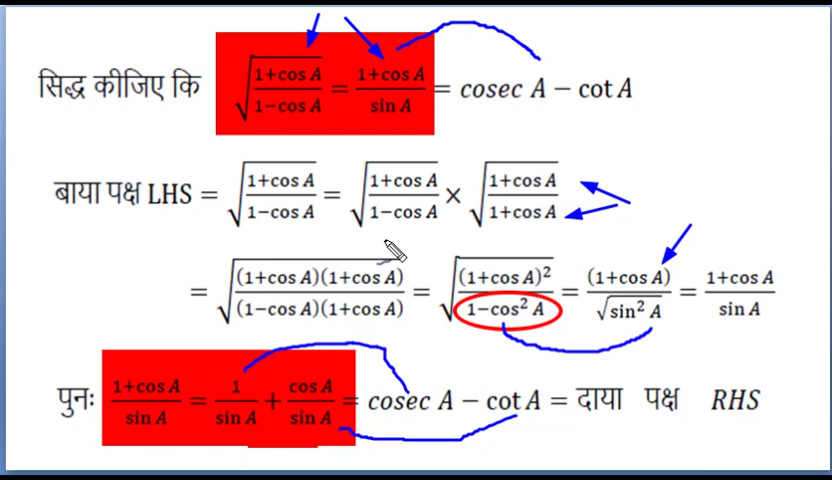 सिद्ध कीजिए कि √((1+cos A)/(1−cos A)) = (1+cos A)/(sin A) = cosec A − cot A
बाया पक्ष LHS = √((1+cos A)/(1−cos A)) = √((1+cos A)/(1−cos A)) × √((1+cos A)/(1+cos A))
= √(((1+cos A)(1+cos A))/((1−cos A)(1+cos A))) = √((1+cos A)²/(1−cos² A)) = (1+cos A)/√(sin² A) = (1+cos A)/(sin A)
पुनः (1+cos A)/(sin A) = 1/(sin A) + (cos A)/(sin A) = cosec A − cot A = दाया पक्ष RHS